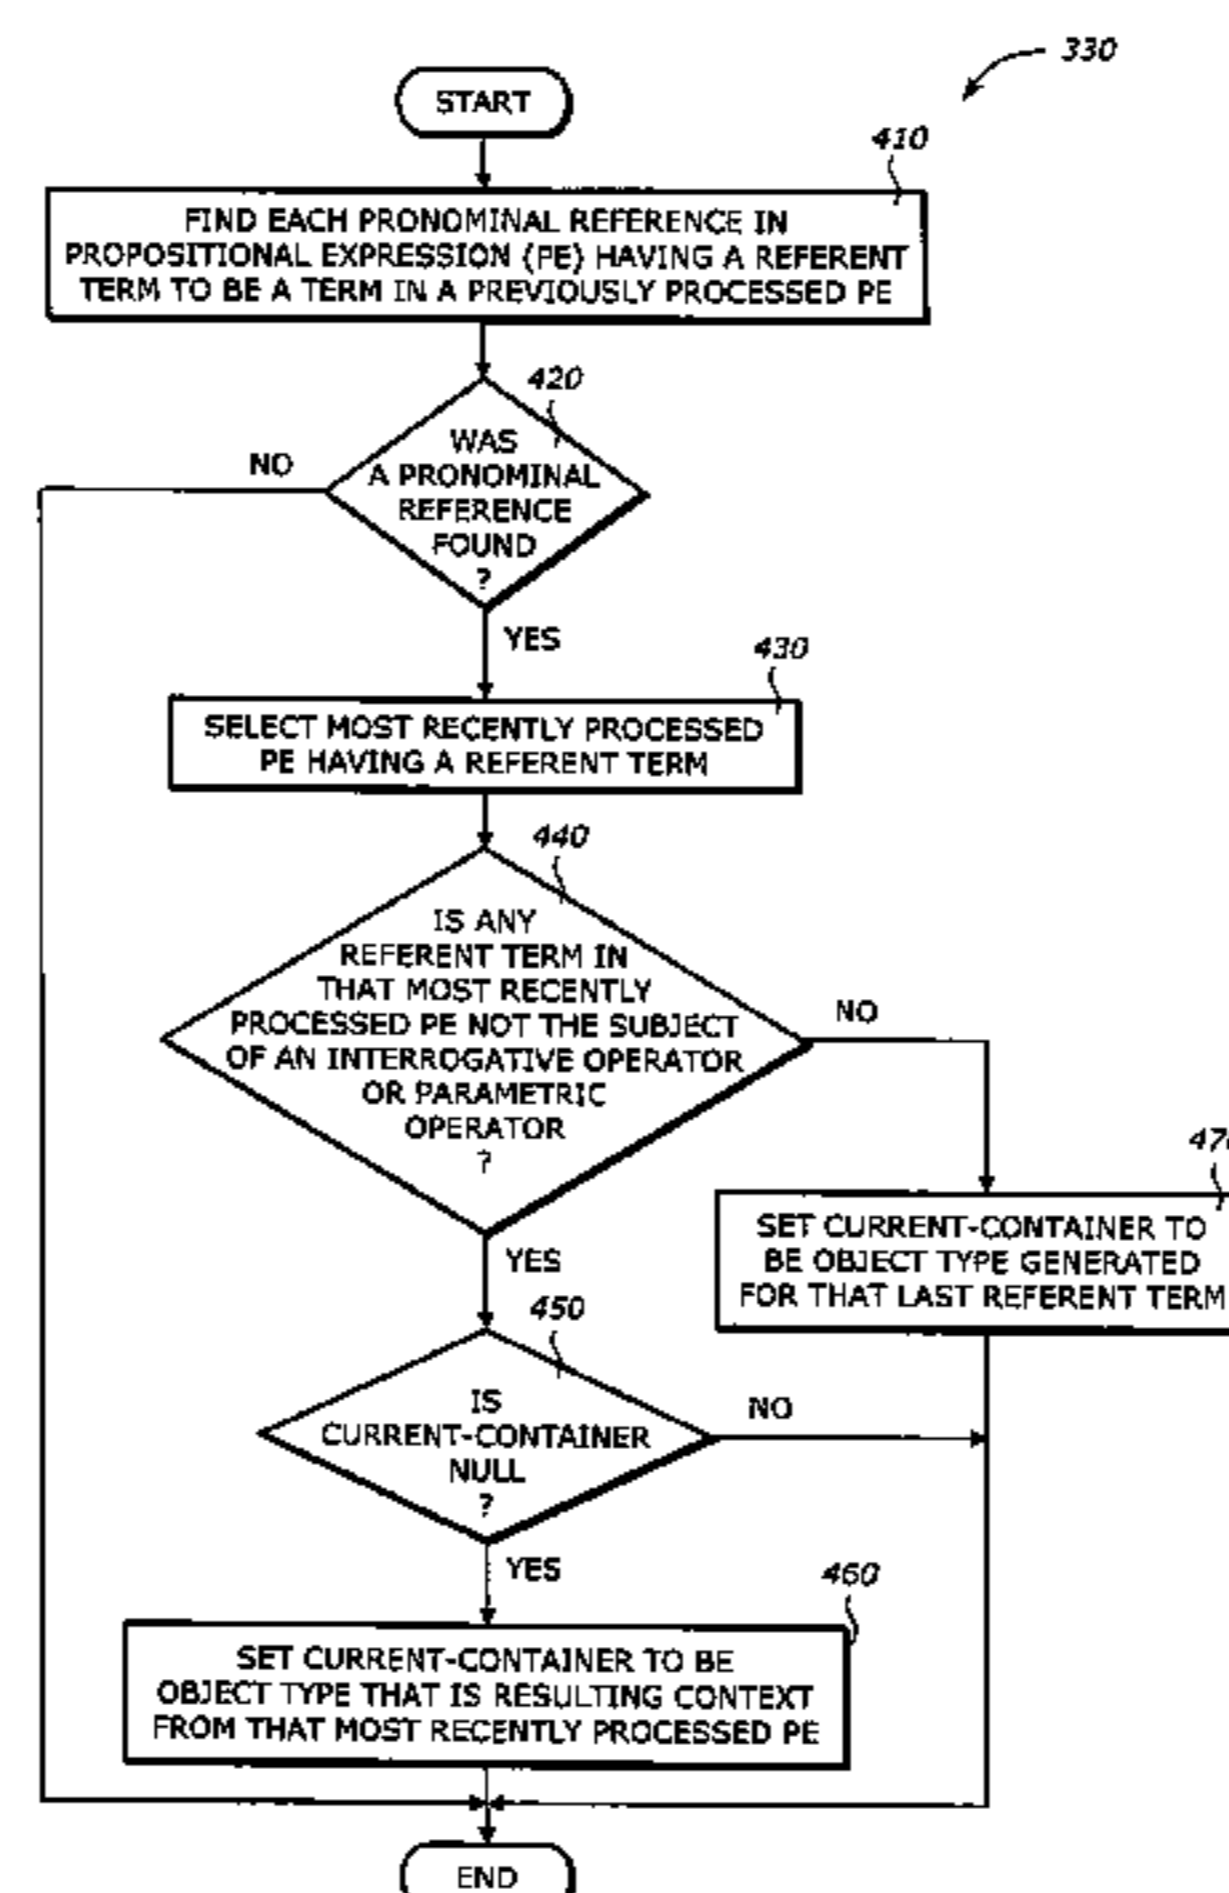 330
START
410
FIND EACH PRONOMINAL REFERENCE IN
PROPOSITIONAL EXPRESSION (PE) HAVING A REFERENT
TERM TO BE A TERM IN A PREVIOUSLY PROCESSED PE
420
WAS
A PRONOMINAL
REFERENCE
FOUND
?
NO
YES
430
SELECT MOST RECENTLY PROCESSED
PE HAVING A REFERENT TERM
440
IS ANY
REFERENT TERM IN
THAT MOST RECENTLY
PROCESSED PE NOT THE SUBJECT
OF AN INTERROGATIVE OPERATOR
OR PARAMETRIC
OPERATOR
?
NO
YES
SET CURRENT-CONTAINER TO
BE OBJECT TYPE GENERATED
FOR THAT LAST REFERENT TERM
450
IS
CURRENT-CONTAINER
NULL
?
NO
YES
460
SET CURRENT-CONTAINER TO BE
OBJECT TYPE THAT IS RESULTING CONTEXT
FROM THAT MOST RECENTLY PROCESSED PE
END